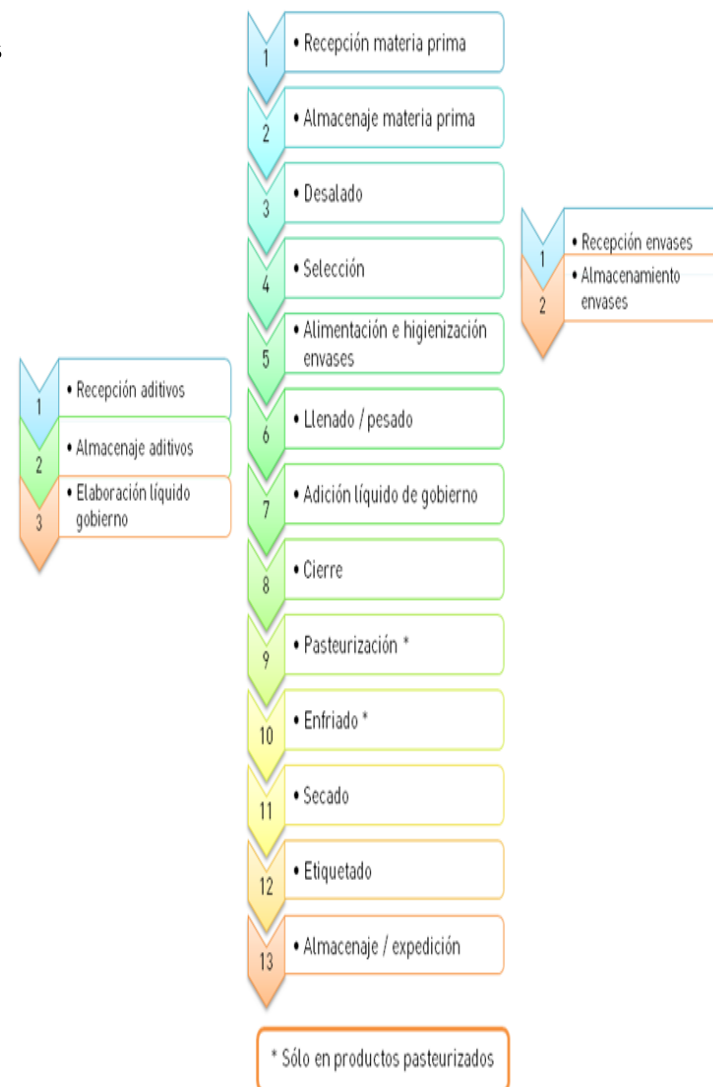 s
1
• Recepción materia prima
2
• Almacenaje materia prima
3
• Desalado
4
• Selección
5
• Alimentación e higienización
envases
6
• Llenado / pesado
7
• Adición líquido de gobierno
8
• Cierre
9
• Pasteurización *
10
• Enfriado *
11
• Secado
12
• Etiquetado
13
• Almacenaje / expedición
1
• Recepción aditivos
2
• Almacenaje aditivos
3
• Elaboración líquido
gobierno
1
• Recepción envases
2
• Almacenamiento
envases
* Sólo en productos pasteurizados